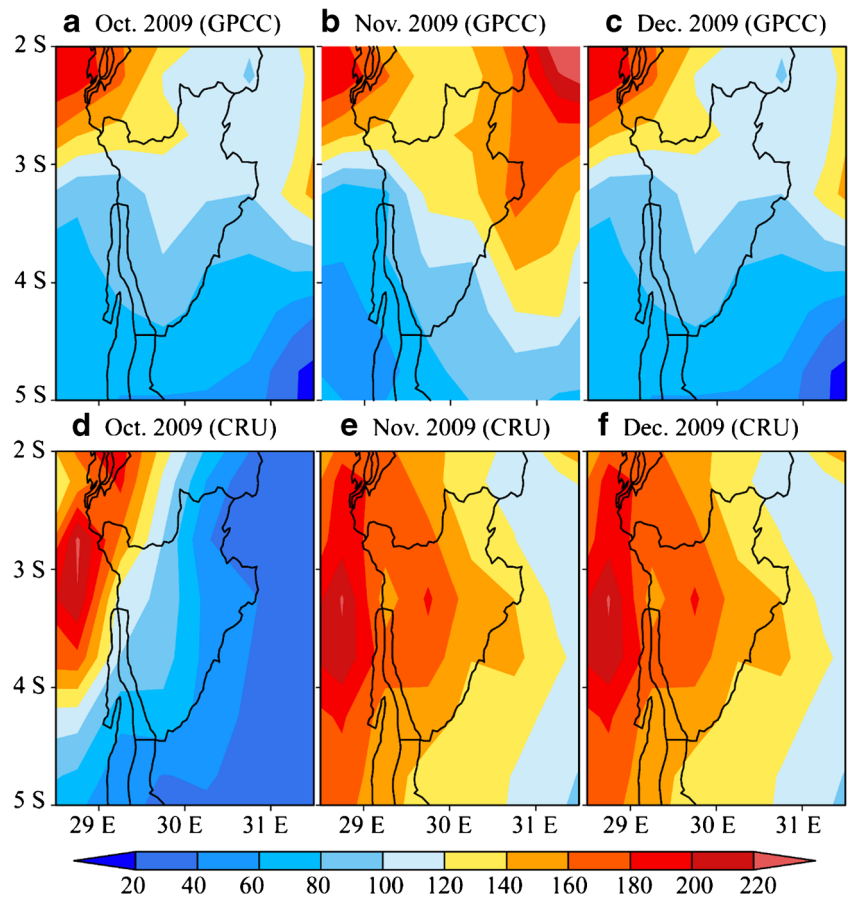 a Oct. 2009 (GPCC) b Nov. 2009 (GPCC) c Dec. 2009 (GPCC)
2 S
3 S
4 S
5 S
d Oct. 2009 (CRU) e Nov. 2009 (CRU) f Dec. 2009 (CRU)
2 S
3 S
4 S
5 S
29 E 30 E 31 E 29 E 30 E 31 E 29 E 30 E 31 E
20 40 60 80 100 120 140 160 180 200 220